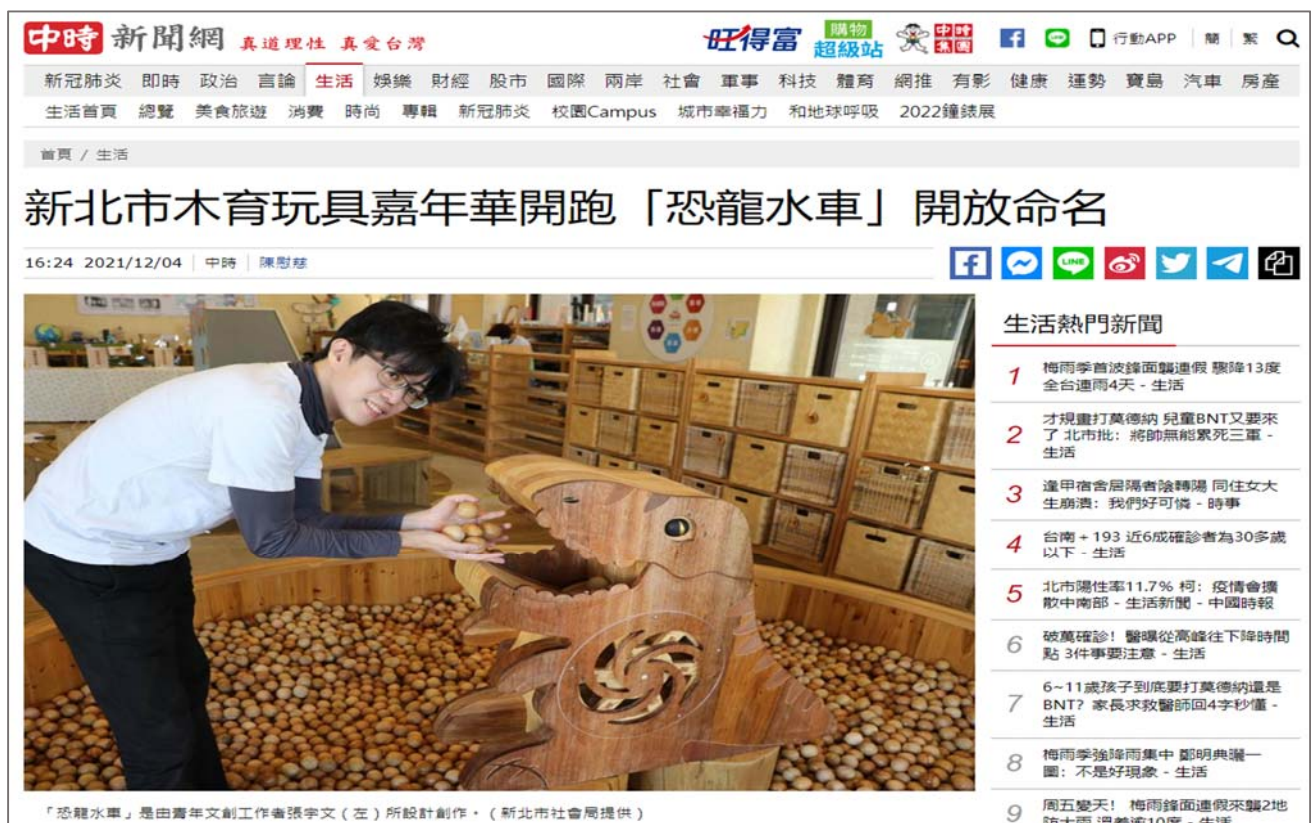 中時 新聞網 真道理性 真愛台灣
旺得富 購物超級站 中時集團 行動APP 簡 繁
新冠肺炎 即時 政治 言論 生活 娛樂 財經 股市 國際 兩岸 社會 軍事 科技 體育 網推 有影 健康 運勢 寶島 汽車 房產
生活首頁 總覽 美食旅遊 消費 時尚 專輯 新冠肺炎 校園Campus 城市幸福力 和地球呼吸 2022鐘錶展
首頁 / 生活
新北市木育玩具嘉年華開跑「恐龍水車」開放命名
16:24 2021/12/04 中時 陳慰慈
LINE
生活熱門新聞
1 梅雨季首波鋒面襲連假 驟降13度
全台連雨4天 - 生活
2 才規畫打莫德納 兒童BNT又要來
了 北市批：將帥無能累死三軍 -
生活
3 逢甲宿舍居隔者陰轉陽 同住女大
生崩潰：我們好可憐 - 時事
4 台南＋193 近6成確診者為30多歲
以下 - 生活
5 北市陽性率11.7% 柯：疫情會擴
散中南部 - 生活新聞 - 中國時報
6 破萬確診！醫曝從高峰往下降時間
點 3件事要注意 - 生活
7 6~11歲孩子到底要打莫德納還是
BNT？家長求救醫師回4字秒懂 -
生活
8 梅雨季強降雨集中 鄭明典曬一
圖：不是好現象 - 生活
9 周五變天！ 梅雨鋒面連假來襲2地
「恐龍水車」是由青年文創工作者張宇文（左）所設計創作。（新北市社會局提供）